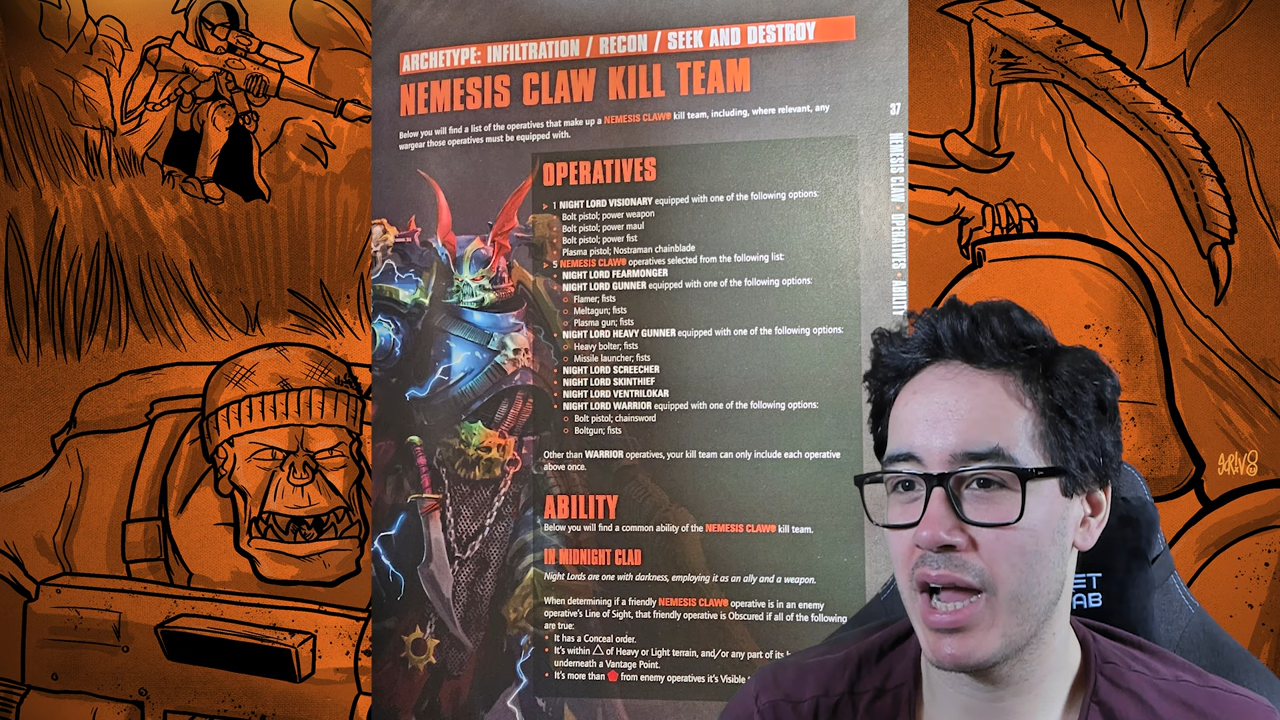 ARCHETYPE: INFILTRATION / RECON / SEEK AND DESTROY
NEMESIS CLAW KILL TEAM
Below you will find a list of the operatives that make up a NEMESIS CLAW kill team, including, where relevant, any
wargear those operatives must be equipped with.
OPERATIVES
1 NIGHT LORD VISIONARY equipped with one of the following options:
Bolt pistol; power weapon
Bolt pistol; power maul
Bolt pistol; power fist
Plasma pistol; Nostraman chainblade
5 NEMESIS CLAW operatives selected from the following list:
NIGHT LORD FEARMONGER
NIGHT LORD GUNNER equipped with one of the following options:
Flamer; fists
Meltagun; fists
Plasma gun; fists
NIGHT LORD HEAVY GUNNER equipped with one of the following options:
Heavy bolter; fists
Missile launcher; fists
NIGHT LORD SCREECHER
NIGHT LORD SKINTHIEF
NIGHT LORD VENTRILOKAR
NIGHT LORD WARRIOR equipped with one of the following options:
Bolt pistol; chainsword
Boltgun; fists
Other than WARRIOR operatives, your kill team can only include each operative
above once.
ABILITY
Below you will find a common ability of the NEMESIS CLAW kill team.
IN MIDNIGHT CLAD
Night Lords are one with darkness, employing it as an ally and a weapon.
When determining if a friendly NEMESIS CLAW operative is in an enemy
operative's Line of Sight, that friendly operative is Obscured if all of the following
are true:
• It has a Conceal order.
• It's within △ of Heavy or Light terrain, and/or any part of its
underneath a Vantage Point.
• It's more than ⬟ from enemy operatives it's Visible
37 NEMESIS CLAW • OPERATIVES • ABILITY